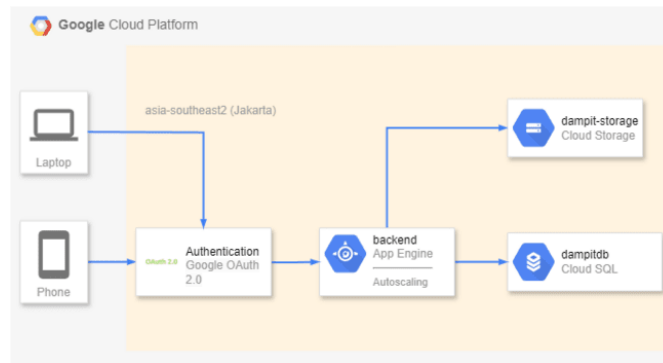 Google Cloud Platform
asia-southeast2 (Jakarta)
Laptop
dampit-storage
Cloud Storage
Phone
OAuth 2.0
Authentication
Google OAuth
2.0
backend
App Engine
Autoscaling
dampitdb
Cloud SQL